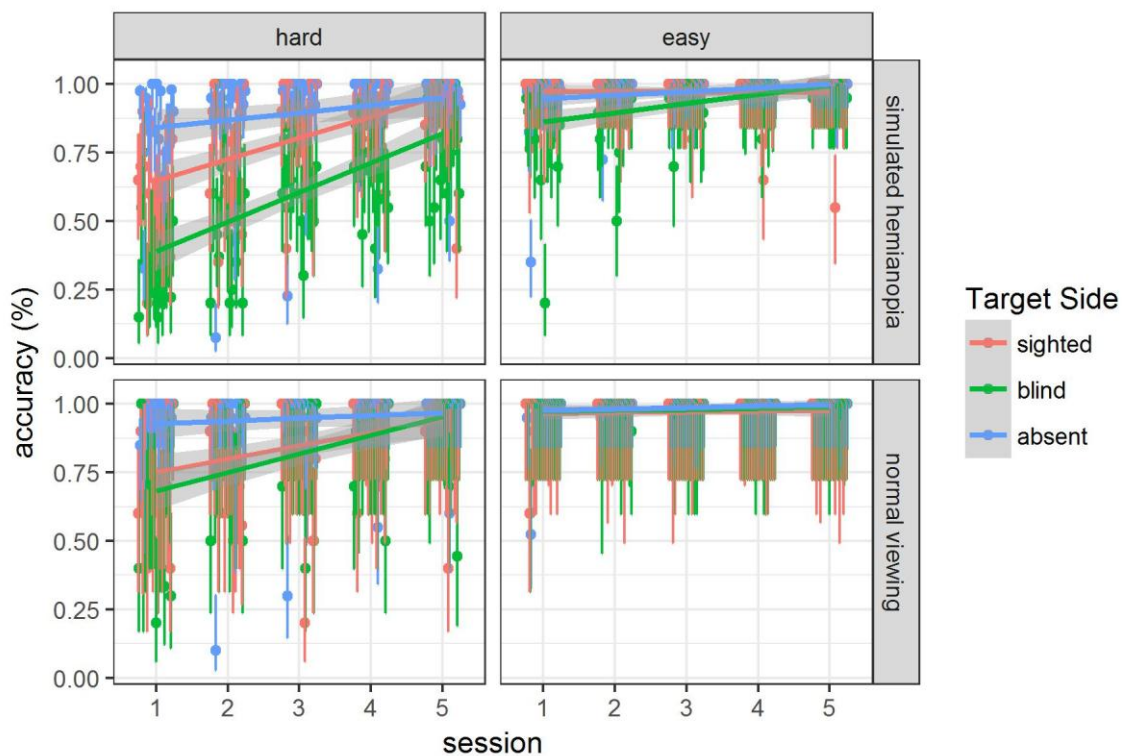 hard
easy
1.00
0.75
0.50
0.25
0.00
simulated hemianopia
1.00
0.75
0.50
0.25
0.00
normal viewing
accuracy (%)
1 2 3 4 5
1 2 3 4 5
session
Target Side
sighted
blind
absent